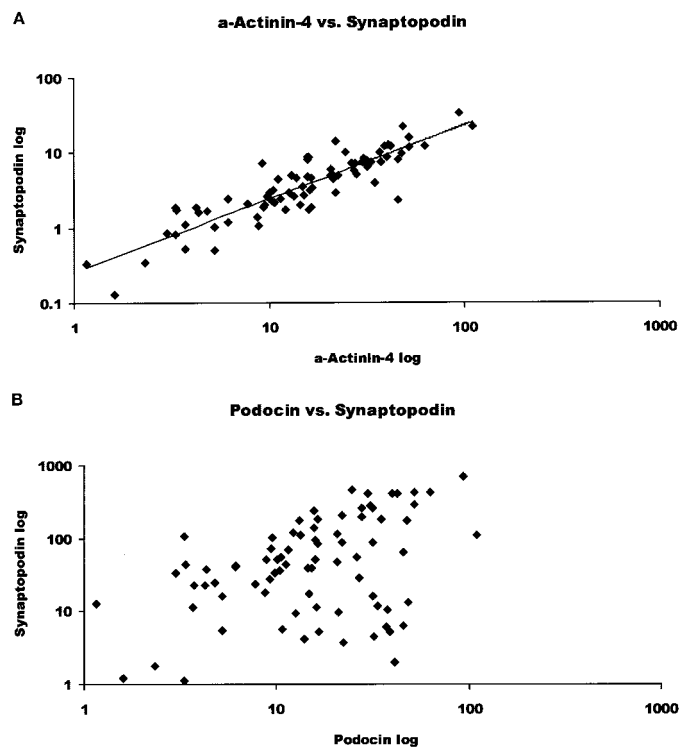 A
a-Actinin-4 vs. Synaptopodin
Synaptopodin log
100
10
1
0.1
1 10 100 1000
a-Actinin-4 log
B
Podocin vs. Synaptopodin
Synaptopodin log
1000
100
10
1
1 10 100 1000
Podocin log